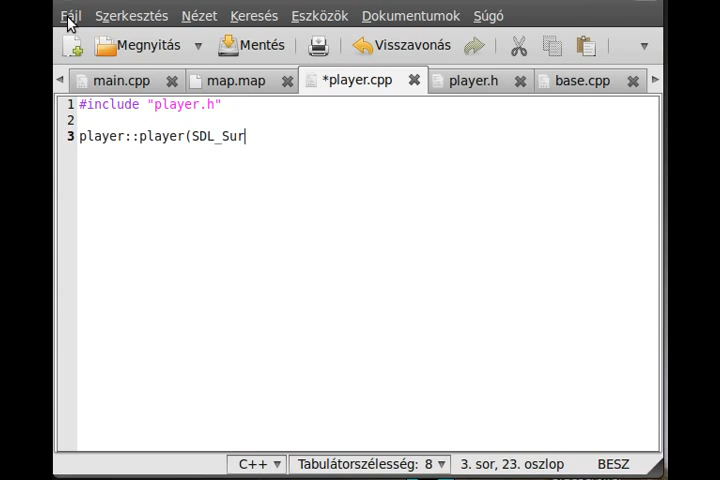 Fájl Szerkesztés Nézet Keresés Eszközök Dokumentumok Súgó
Megnyitás Mentés Visszavonás
main.cpp map.map *player.cpp player.h base.cpp
1 #include "player.h"
2
3 player::player(SDL_Sur
C++ Tabulátorszélesség: 8 3. sor, 23. oszlop BESZ